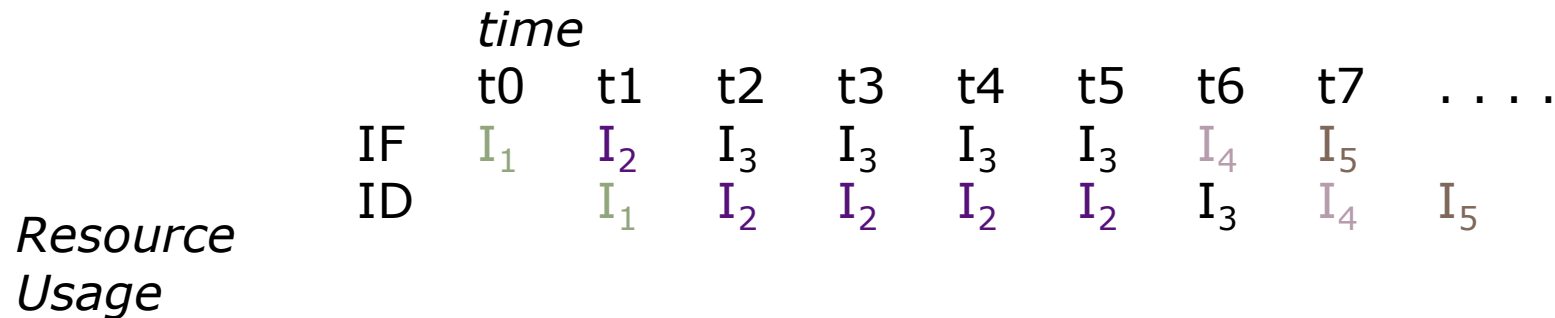 time
t0 t1 t2 t3 t4 t5 t6 t7 . . . .
IF I₁ I₂ I₃ I₃ I₃ I₃ I₄ I₅
ID I₁ I₂ I₂ I₂ I₂ I₃ I₄ I₅
Resource
Usage